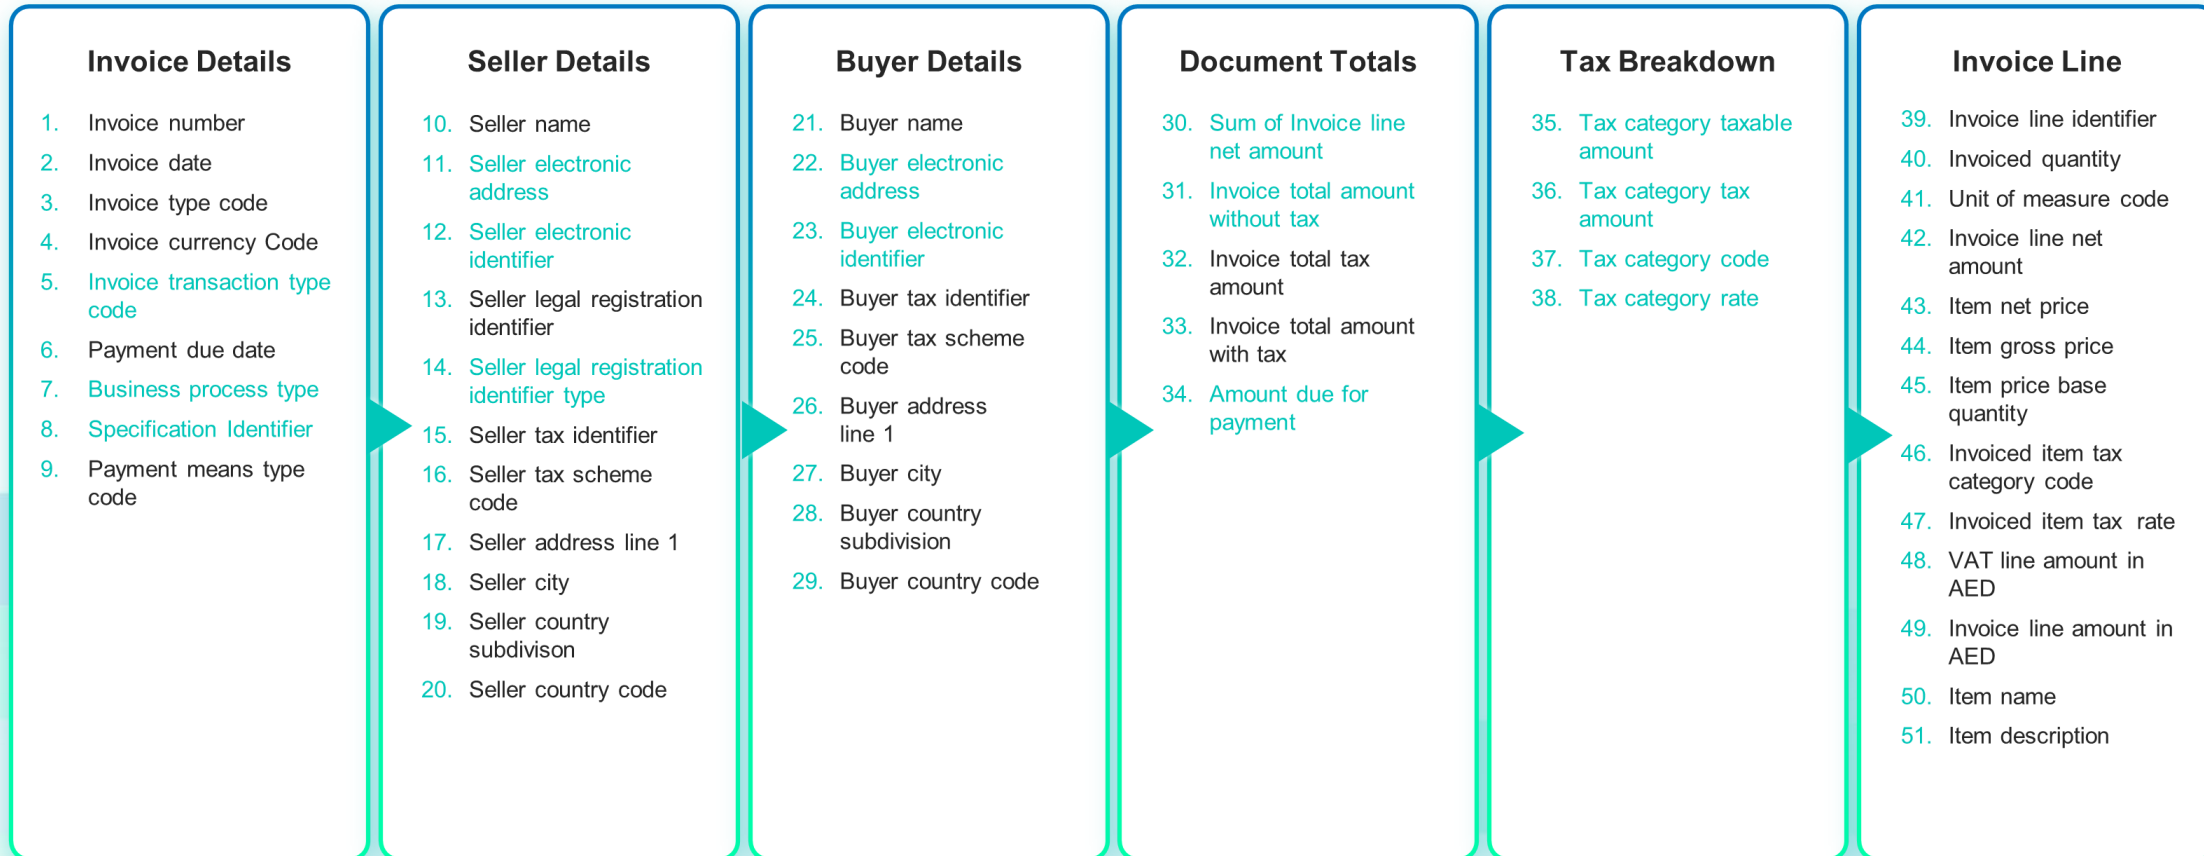 Invoice Details
1. Invoice number
2. Invoice date
3. Invoice type code
4. Invoice currency Code
5. Invoice transaction type
code
6. Payment due date
7. Business process type
8. Specification Identifier
9. Payment means type
code
Seller Details
10. Seller name
11. Seller electronic
address
12. Seller electronic
identifier
13. Seller legal registration
identifier
14. Seller legal registration
identifier type
15. Seller tax identifier
16. Seller tax scheme
code
17. Seller address line 1
18. Seller city
19. Seller country
subdivison
20. Seller country code
Buyer Details
21. Buyer name
22. Buyer electronic
address
23. Buyer electronic
identifier
24. Buyer tax identifier
25. Buyer tax scheme
code
26. Buyer address
line 1
27. Buyer city
28. Buyer country
subdivision
29. Buyer country code
Document Totals
30. Sum of Invoice line
net amount
31. Invoice total amount
without tax
32. Invoice total tax
amount
33. Invoice total amount
with tax
34. Amount due for
payment
Tax Breakdown
35. Tax category taxable
amount
36. Tax category tax
amount
37. Tax category code
38. Tax category rate
Invoice Line
39. Invoice line identifier
40. Invoiced quantity
41. Unit of measure code
42. Invoice line net
amount
43. Item net price
44. Item gross price
45. Item price base
quantity
46. Invoiced item tax
category code
47. Invoiced item tax rate
48. VAT line amount in
AED
49. Invoice line amount in
AED
50. Item name
51. Item description